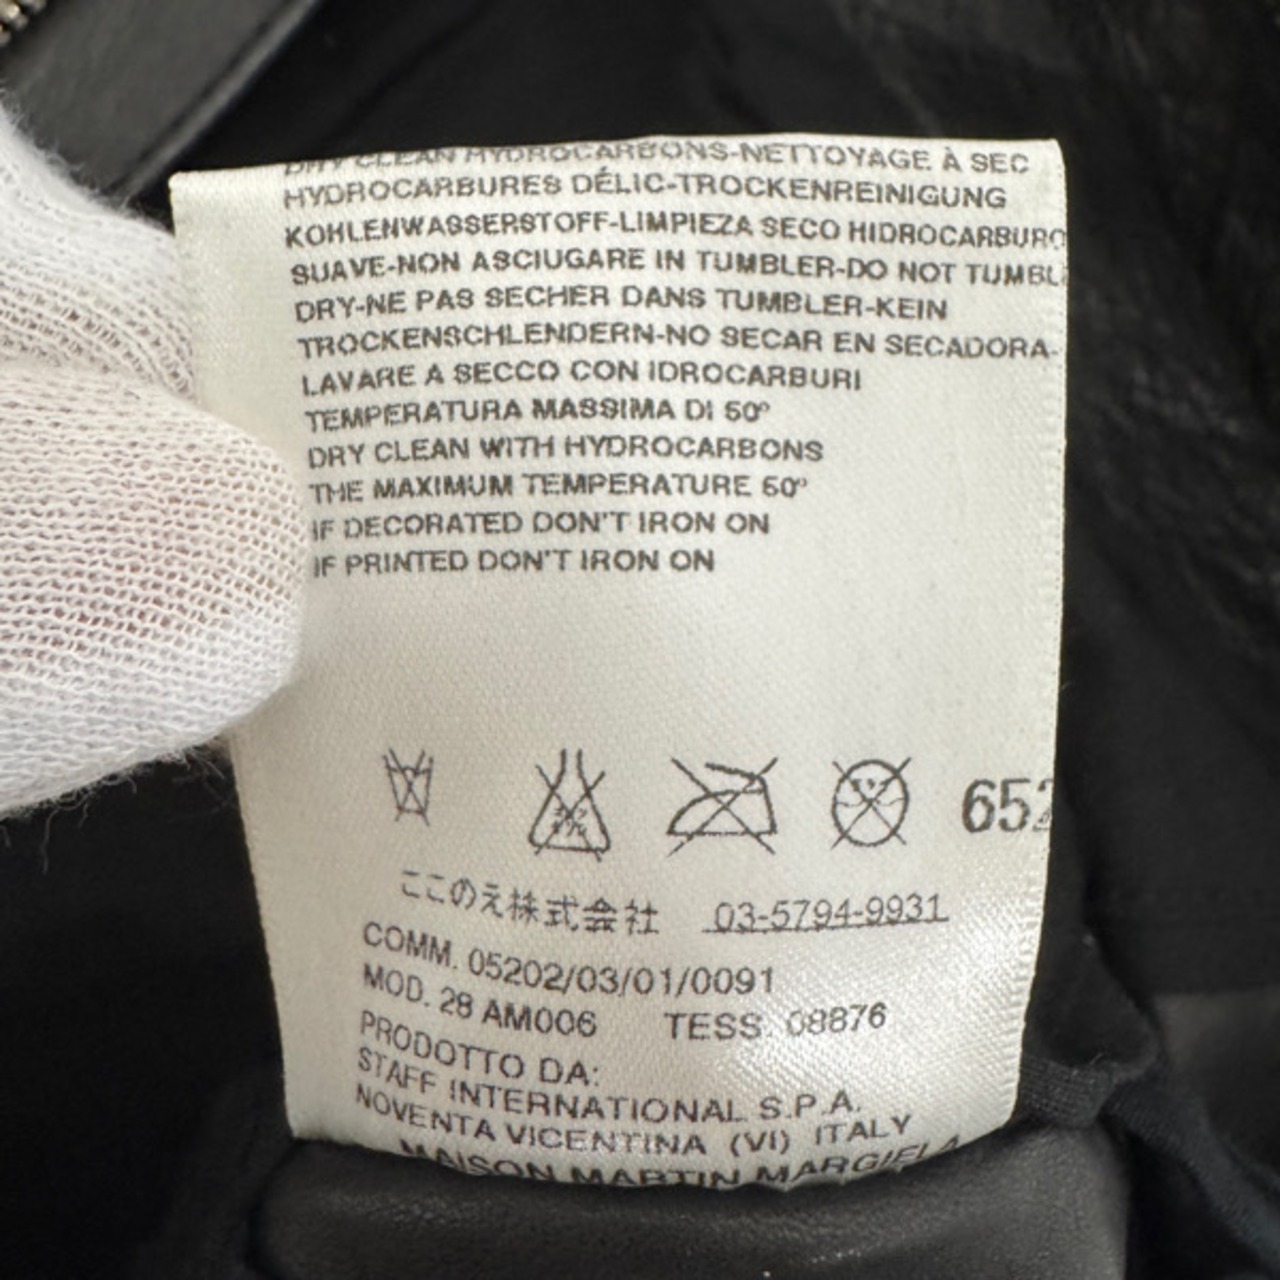 DRY CLEAN HYDROCARBONS-NETTOYAGE À SEC
HYDROCARBURES DÉLIC-TROCKENREINIGUNG
KOHLENWASSERSTOFF-LIMPIEZA SECO HIDROCARBURO
SUAVE-NON ASCIUGARE IN TUMBLER-DO NOT TUMBL
DRY-NE PAS SECHER DANS TUMBLER-KEIN
TROCKENSCHLENDERN-NO SECAR EN SECADORA-
LAVARE A SECCO CON IDROCARBURI
TEMPERATURA MASSIMA DI 60°
DRY CLEAN WITH HYDROCARBONS
THE MAXIMUM TEMPERATURE 60°
IF DECORATED DON'T IRON ON
IF PRINTED DON'T IRON ON
652
ここのえ株式会社 03-5794-9931
COMM. 05202/03/01/0091
MOD. 28 AM006 TESS. 08876
PRODOTTO DA:
STAFF INTERNATIONAL S.P.A.
NOVENTA VICENTINA (VI) ITALY
MAISON MARTIN MARGIELA